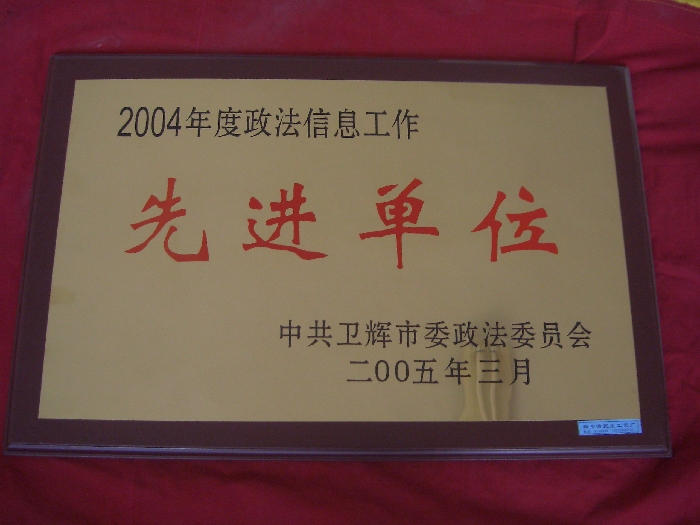 2004年度政法信息工作
先进单位
中共卫辉市委政法委员会
二00五年三月